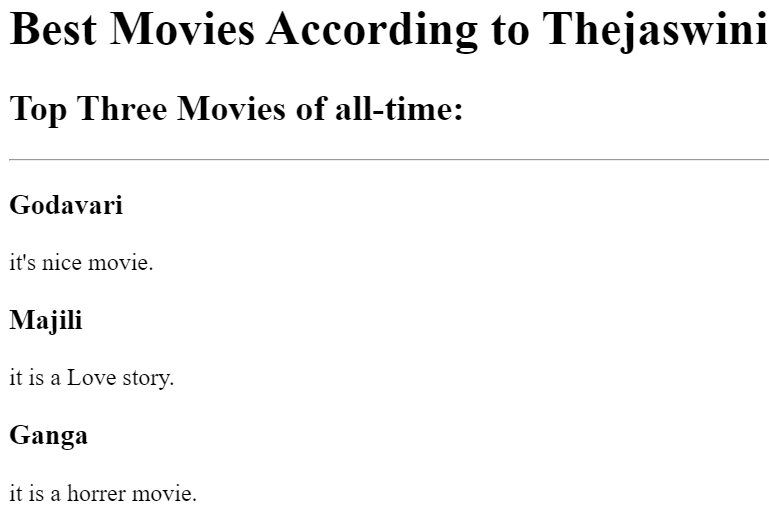 Best Movies According to Thejaswini
Top Three Movies of all-time:
Godavari
it's nice movie.
Majili
it is a Love story.
Ganga
it is a horrer movie.